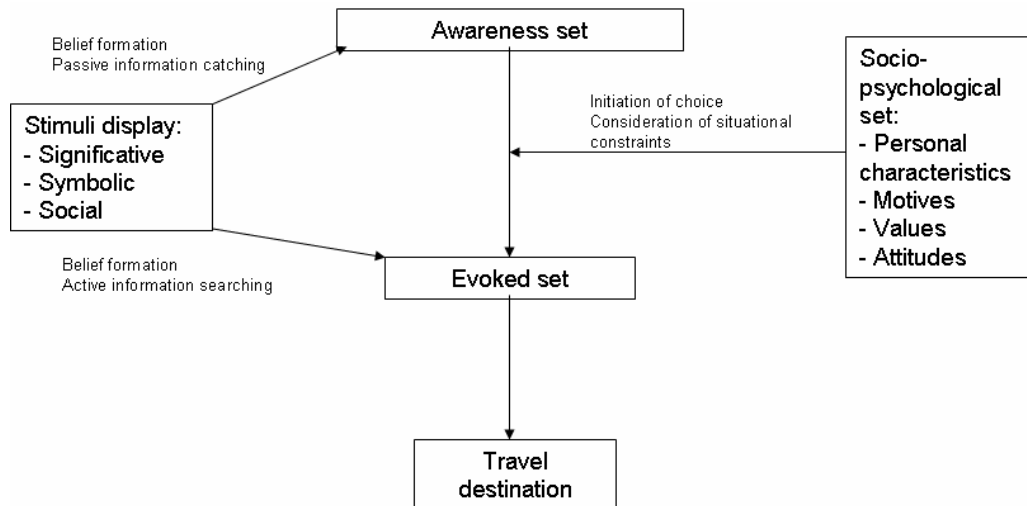 Awareness set
Belief formation
Passive information catching
Stimuli display:
- Significative
- Symbolic
- Social
Initiation of choice
Consideration of situational
constraints
Socio-
psychological
set:
- Personal
characteristics
- Motives
- Values
- Attitudes
Belief formation
Active information searching
Evoked set
Travel
destination